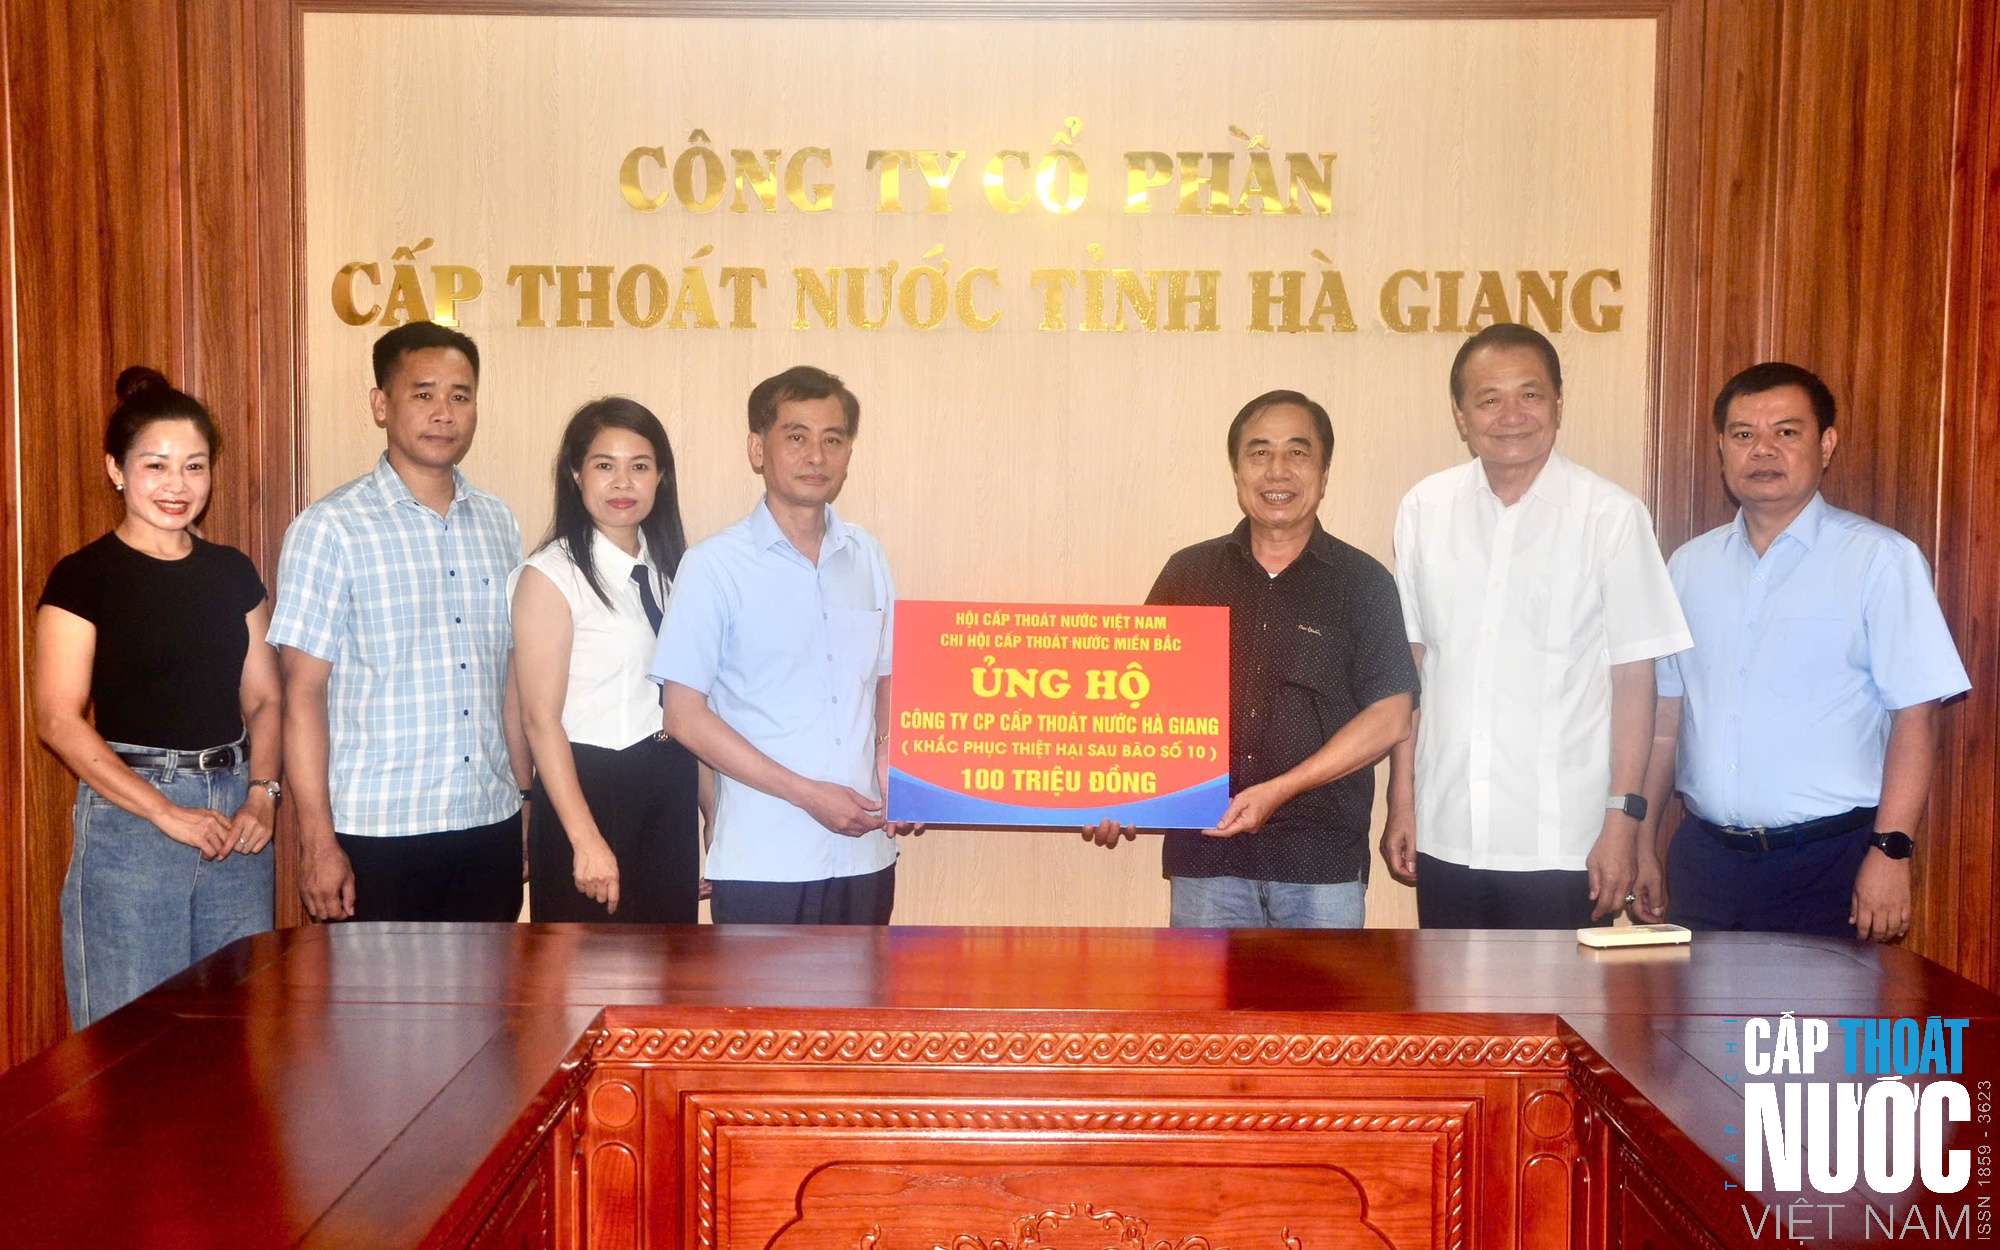 CÔNG TY CỔ PHẦN
CẤP THOÁT NƯỚC TỈNH HÀ GIANG
HỘI CẤP THOÁT NƯỚC VIỆT NAM
CHI HỘI CẤP THOÁT NƯỚC MIỀN BẮC
ỦNG HỘ
CÔNG TY CP CẤP THOÁT NƯỚC HÀ GIANG
( KHẮC PHỤC THIỆT HẠI SAU BÃO SỐ 10 )
100 TRIỆU ĐỒNG
TẠP CHÍ
CẤP THOÁT
NƯỚC
VIỆT NAM
ISSN 1859 - 3623